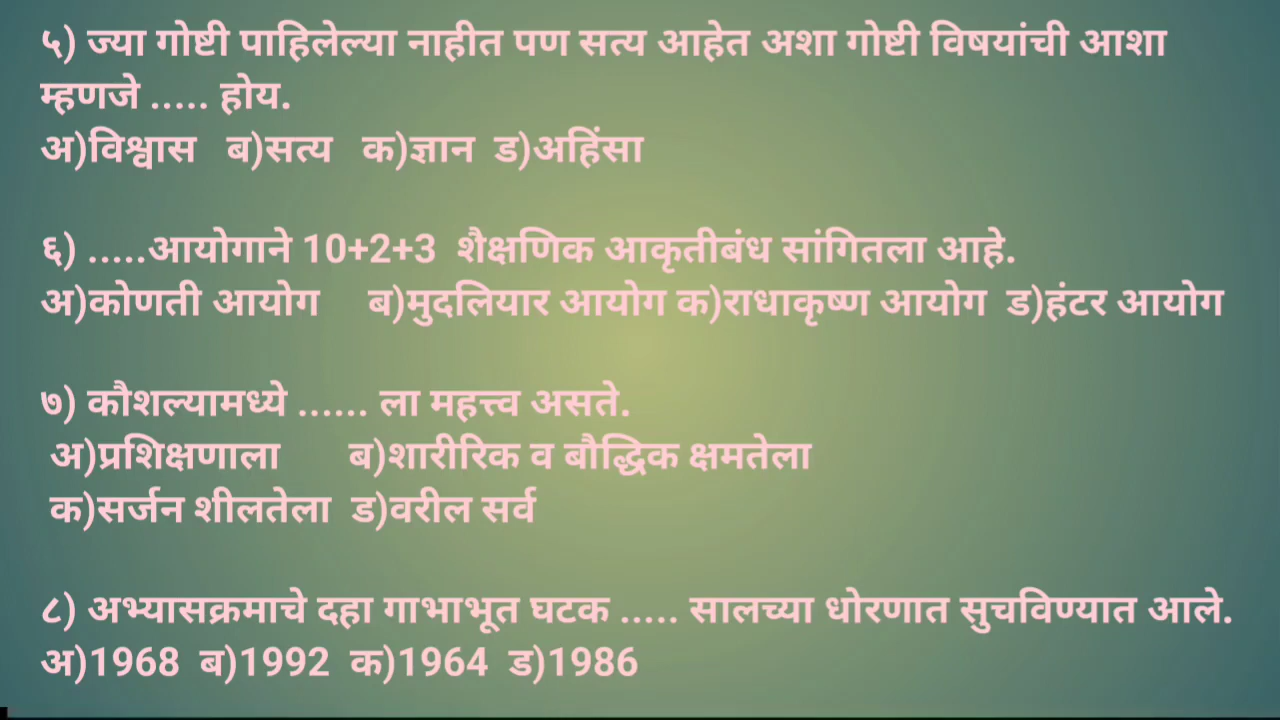 ५) ज्या गोष्टी पाहिलेल्या नाहीत पण सत्य आहेत अशा गोष्टी विषयांची आशा
म्हणजे ..... होय.
अ)विश्वास ब)सत्य क)ज्ञान ड)अहिंसा
६) .....आयोगाने 10+2+3 शैक्षणिक आकृतीबंध सांगितला आहे.
अ)कोणती आयोग ब)मुदलियार आयोग क)राधाकृष्ण आयोग ड)हंटर आयोग
७) कौशल्यामध्ये ...... ला महत्त्व असते.
अ)प्रशिक्षणाला ब)शारीरिक व बौद्धिक क्षमतेला
क)सर्जन शीलतेला ड)वरील सर्व
८) अभ्यासक्रमाचे दहा गाभाभूत घटक ..... सालच्या धोरणात सुचविण्यात आले.
अ)1968 ब)1992 क)1964 ड)1986